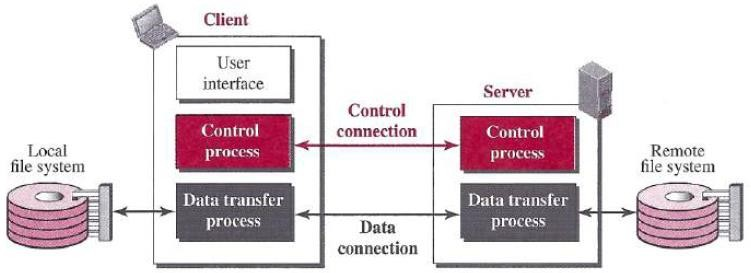 Client
User
interface
Control
process
Control
connection
Server
Control
process
Local
file system
Data transfer
process
Data
connection
Data transfer
process
Remote
file system